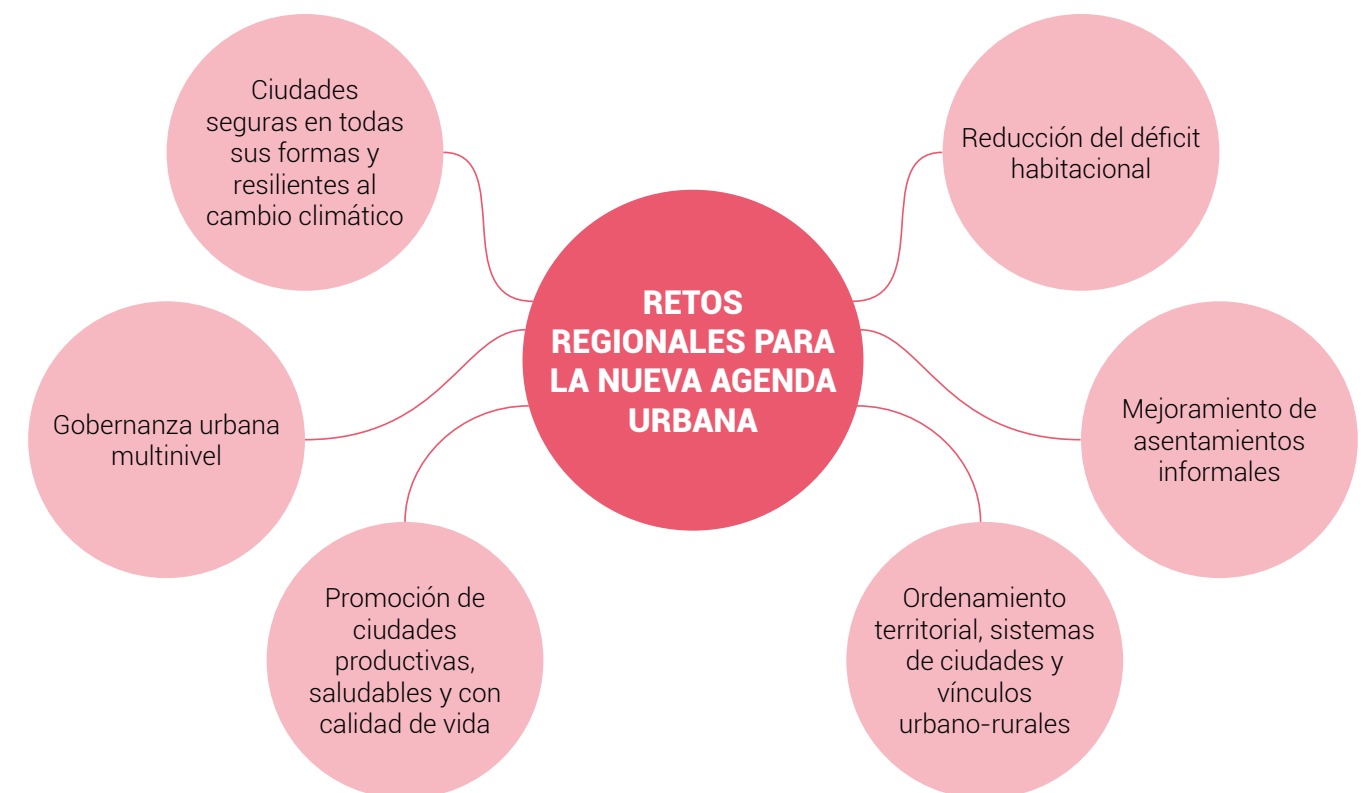 Ciudades
seguras en todas
sus formas y
resilientes al
cambio climático
Reducción del déficit
habitacional
RETOS
REGIONALES PARA
LA NUEVA AGENDA
URBANA
Gobernanza urbana
multinivel
Mejoramiento de
asentamientos
informales
Promoción de
ciudades
productivas,
saludables y con
calidad de vida
Ordenamiento
territorial, sistemas
de ciudades y
vínculos
urbano-rurales